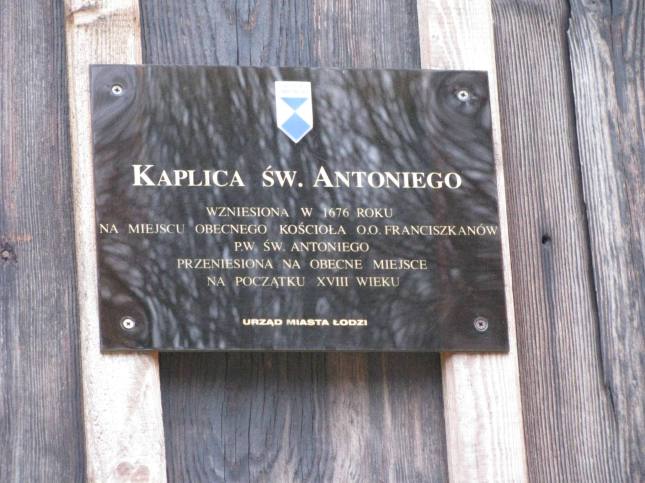 KAPLICA ŚW. ANTONIEGO
WZNIESIONA W 1676 ROKU
NA MIEJSCU OBECNEGO KOŚCIOŁA O.O. FRANCISZKANÓW
P.W. ŚW. ANTONIEGO
PRZENIESIONA NA OBECNE MIEJSCE
NA POCZĄTKU XVIII WIEKU
URZĄD MIASTA ŁODZI